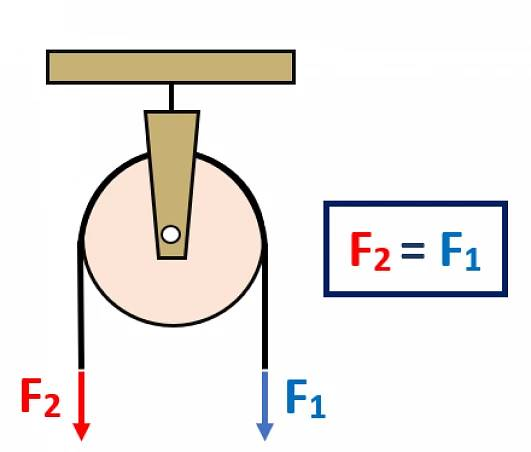 F₂ = F₁
F₂
F₁